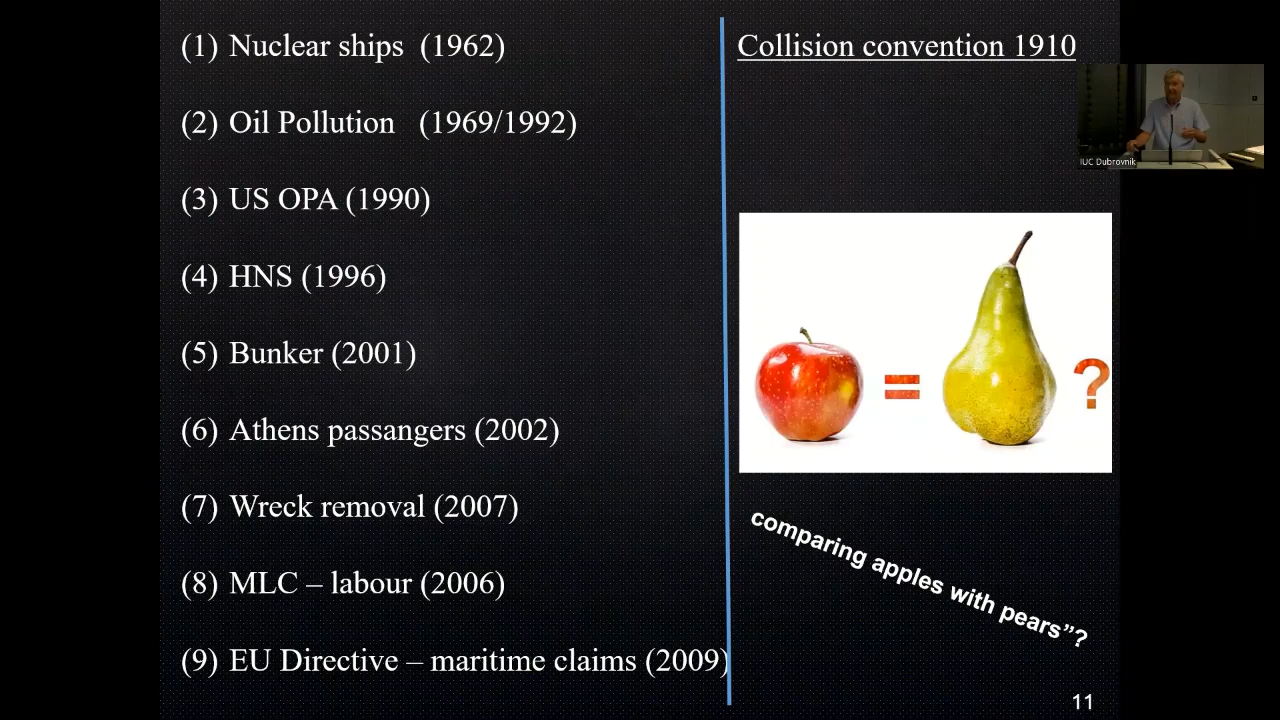 (1) Nuclear ships (1962)
(2) Oil Pollution (1969/1992)
(3) US OPA (1990)
(4) HNS (1996)
(5) Bunker (2001)
(6) Athens passangers (2002)
(7) Wreck removal (2007)
(8) MLC – labour (2006)
(9) EU Directive – maritime claims (2009)
Collision convention 1910
IUC Dubrovnik
= ?
comparing apples with pears”?
11